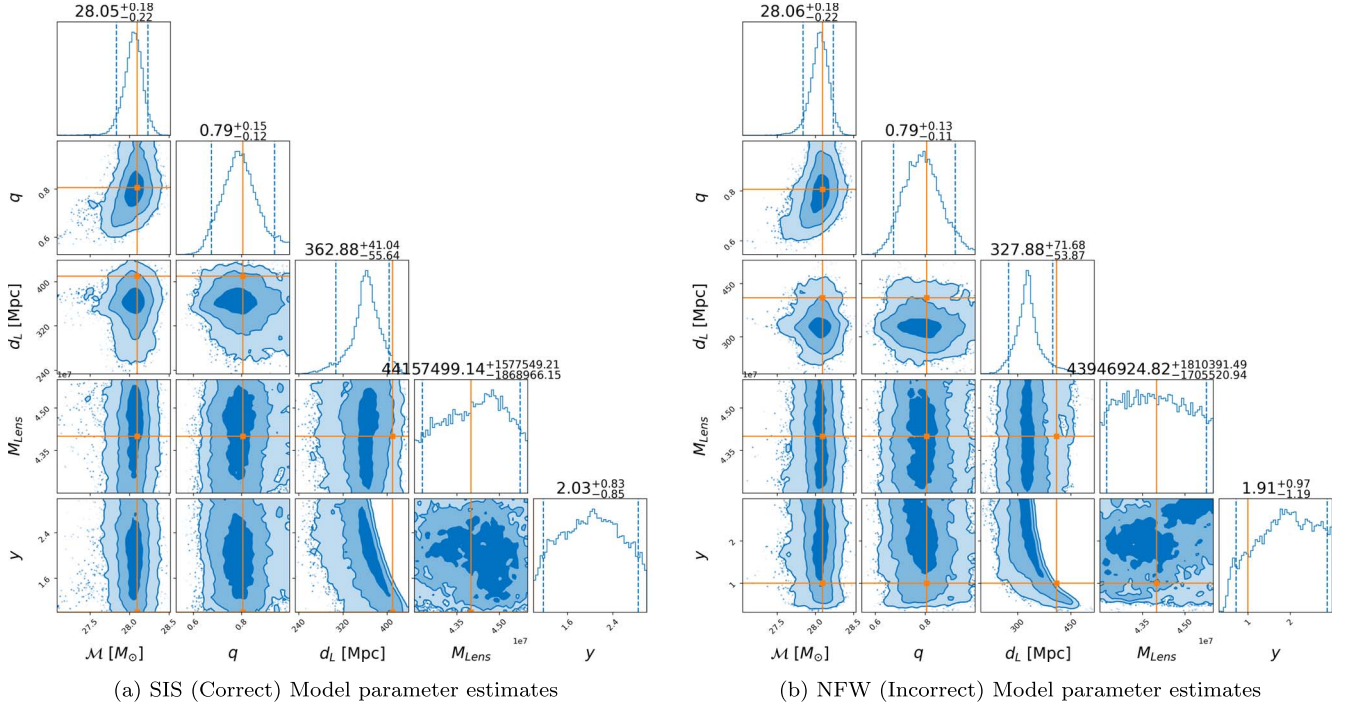 28.05+0.18−0.22
0.79+0.15−0.12
q
0.8
0.6
362.88+41.04−55.64
d_L [Mpc]
400
320
240
1e7
44157499.14+1577549.21−1868966.15
M_Lens
4.50
4.35
2.03+0.83−0.85
y
2.4
1.6
27.5 28.0 28.5 0.6 0.8 240 320 400 4.35 4.50 1.6 2.4
1e7
ℳ [M⊙] q d_L [Mpc] M_Lens y
(a) SIS (Correct) Model parameter estimates
28.06+0.18−0.22
0.79+0.13−0.11
q
0.8
0.6
327.88+71.68−53.87
d_L [Mpc]
450
300
1e7
43946924.82+1810391.49−1705520.94
M_Lens
4.50
4.35
1.91+0.97−1.19
y
2
1
27.5 28.0 28.5 0.6 0.8 300 450 4.35 4.50 1 2
1e7
ℳ [M⊙] q d_L [Mpc] M_Lens y
(b) NFW (Incorrect) Model parameter estimates